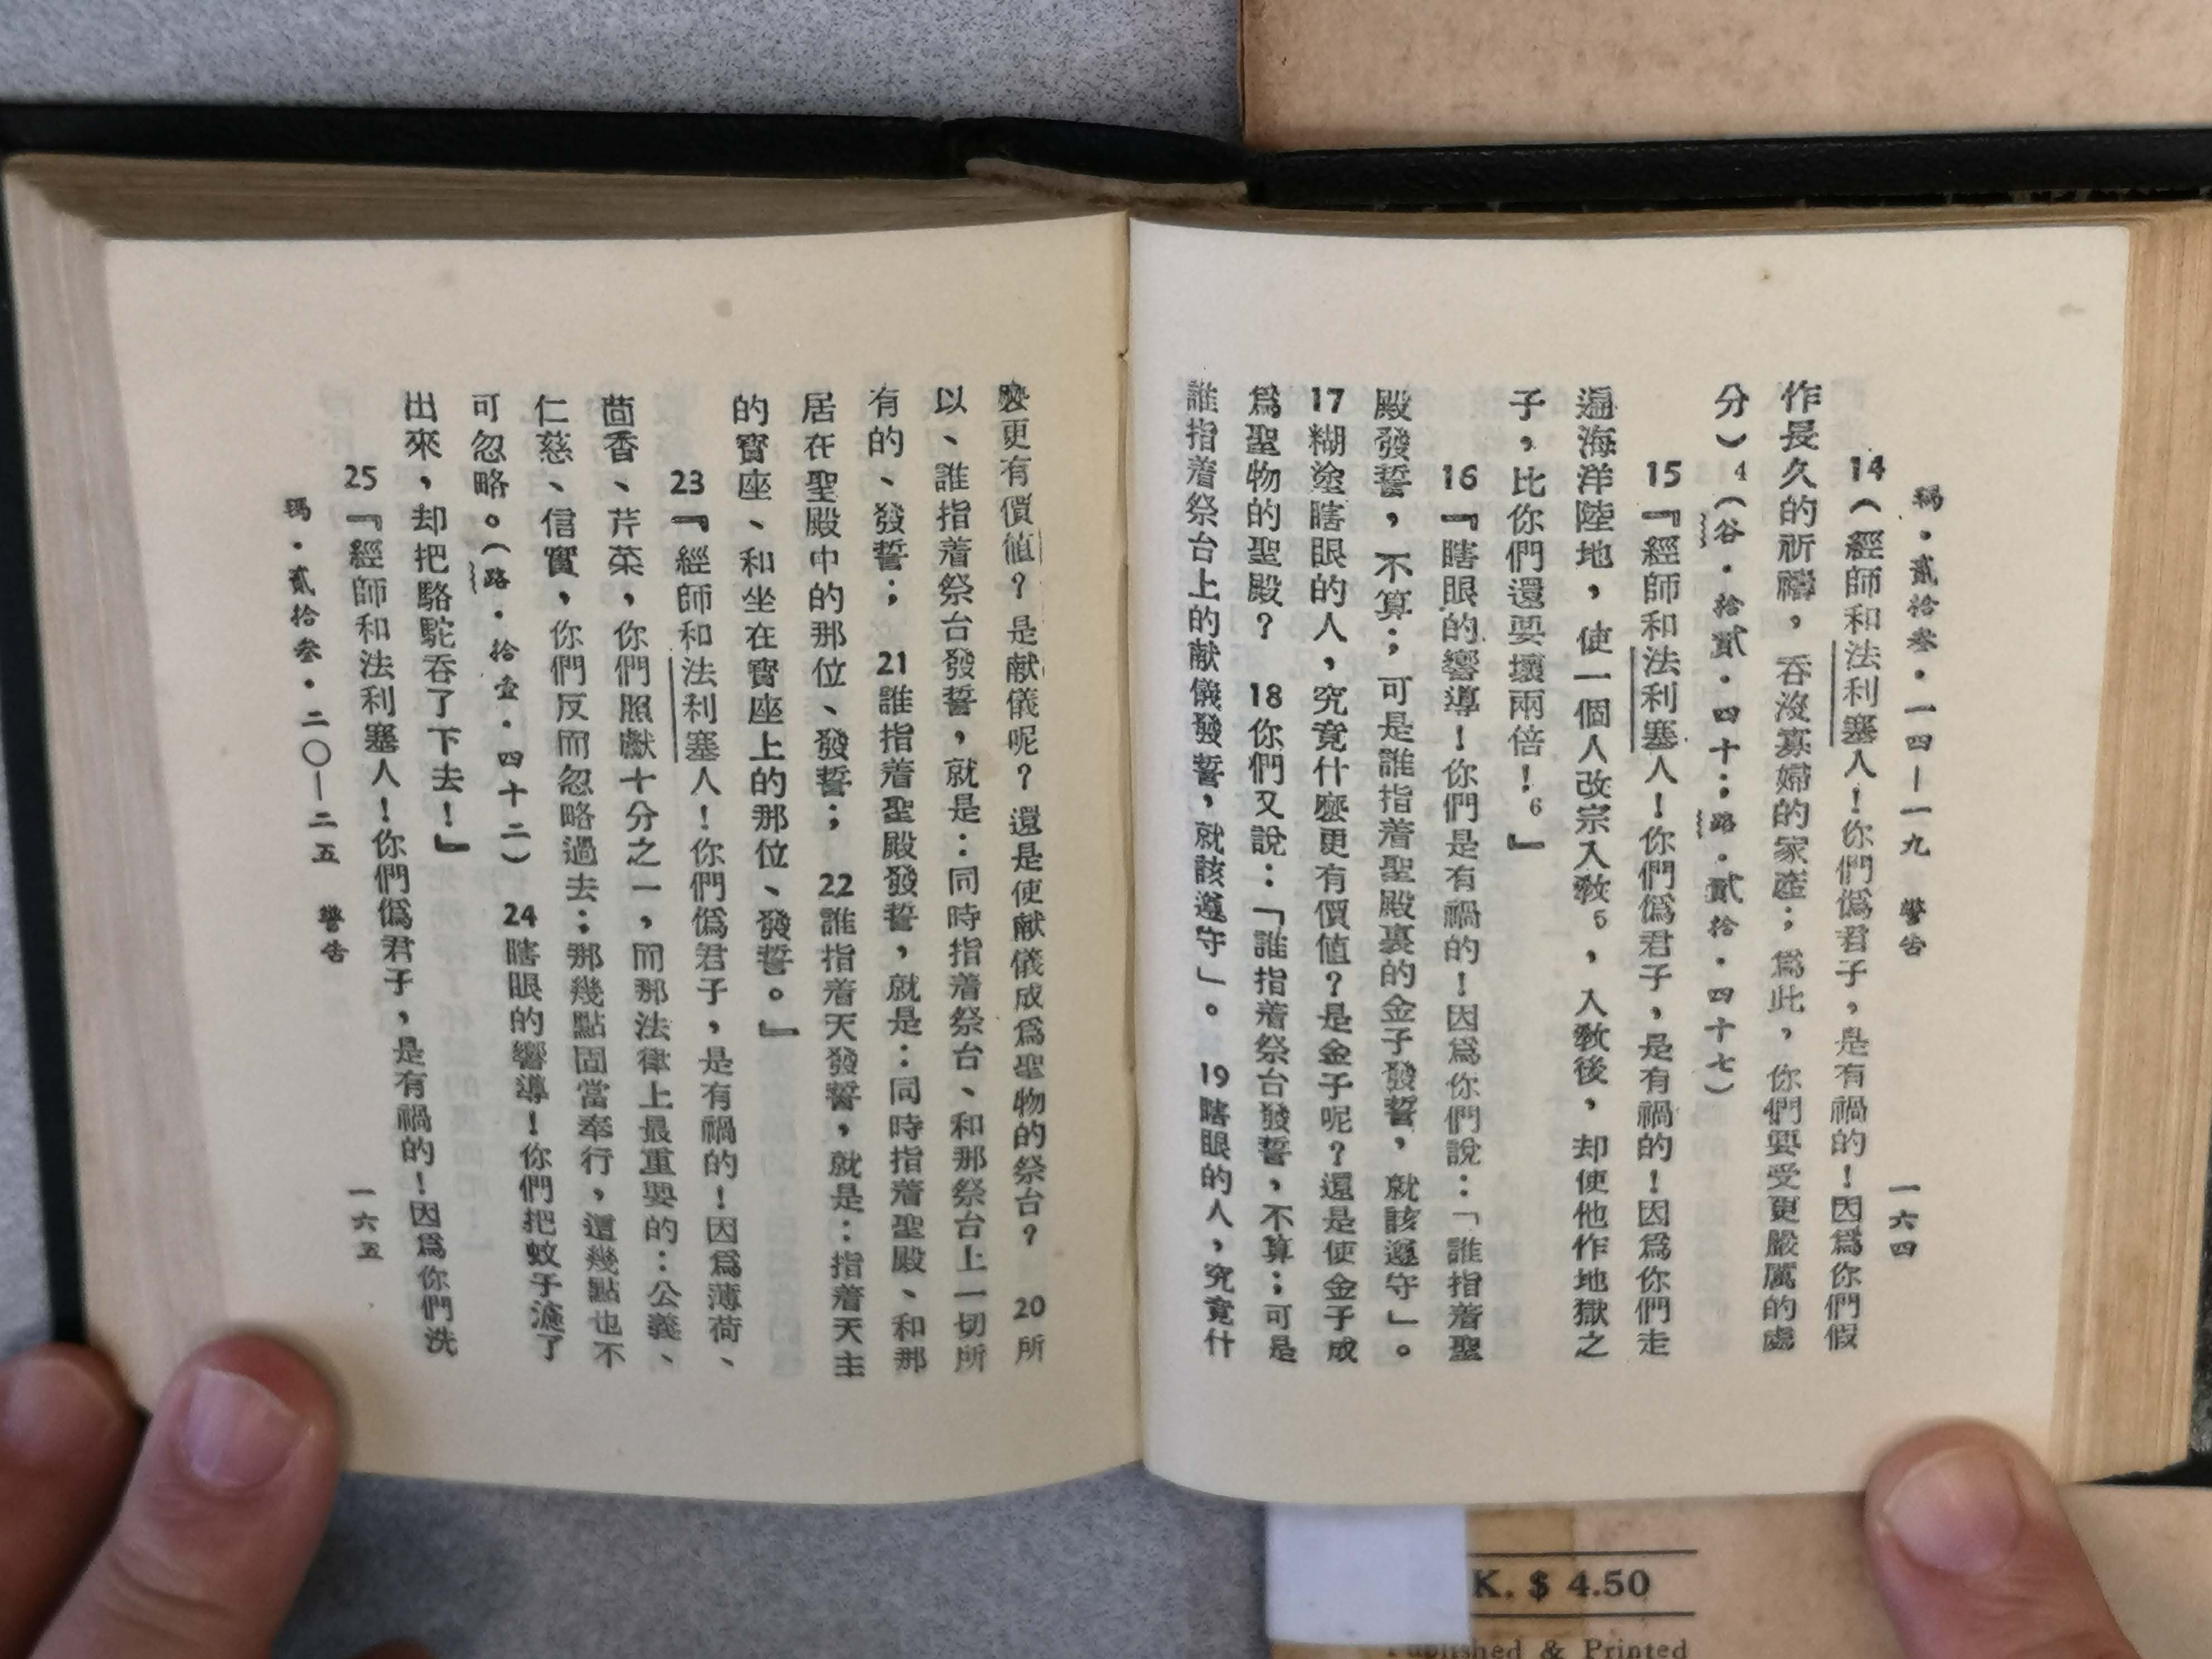 瑪．貳拾叁．一四—一九　警告　一六四
14（經師和法利塞人！你們僞君子，是有禍的！因爲你們假
作長久的祈禱，吞沒寡婦的家產；爲此，你們要受更嚴厲的處
分）4（谷．拾貳．四十；路．貳拾．四十七）
15『經師和法利塞人！你們僞君子，是有禍的！因爲你們走
遍海洋陸地，使一個人改宗入敎5，入敎後，却使他作地獄之
子，比你們還要壞兩倍！6』
16『瞎眼的嚮導！你們是有禍的！因爲你們說：「誰指着聖
殿發誓，不算；可是誰指着聖殿裏的金子發誓，就該遵守」。
17糊塗瞎眼的人，究竟什麼更有價值？是金子呢？還是使金子成
爲聖物的聖殿？　18你們又說：「誰指着祭台發誓，不算；可是
誰指着祭台上的献儀發誓，就該遵守」。　19瞎眼的人，究竟什
麼更有價值？是献儀呢？還是使献儀成爲聖物的祭台？　20所
以、誰指着祭台發誓，就是：同時指着祭台、和那祭台上一切所
有的、發誓；　21誰指着聖殿發誓，就是：同時指着聖殿、和那
居在聖殿中的那位、發誓；　22誰指着天發誓，就是：指着天主
的寶座、和坐在寶座上的那位、發誓。』
23『經師和法利塞人！你們僞君子，是有禍的！因爲薄荷、
茴香、芹菜，你們照獻十分之一，而那法律上最重要的：公義、
仁慈、信實，你們反而忽略過去；那幾點固當奉行，這幾點也不
可忽略。（路．拾壹．四十二）　24瞎眼的嚮導！你們把蚊子濾了
出來，却把駱駝吞了下去！』
25『經師和法利塞人！你們僞君子，是有禍的！因爲你們洗
瑪．貳拾叁．二〇—二五　警告　一六五
K. $ 4.50
Published & Printed